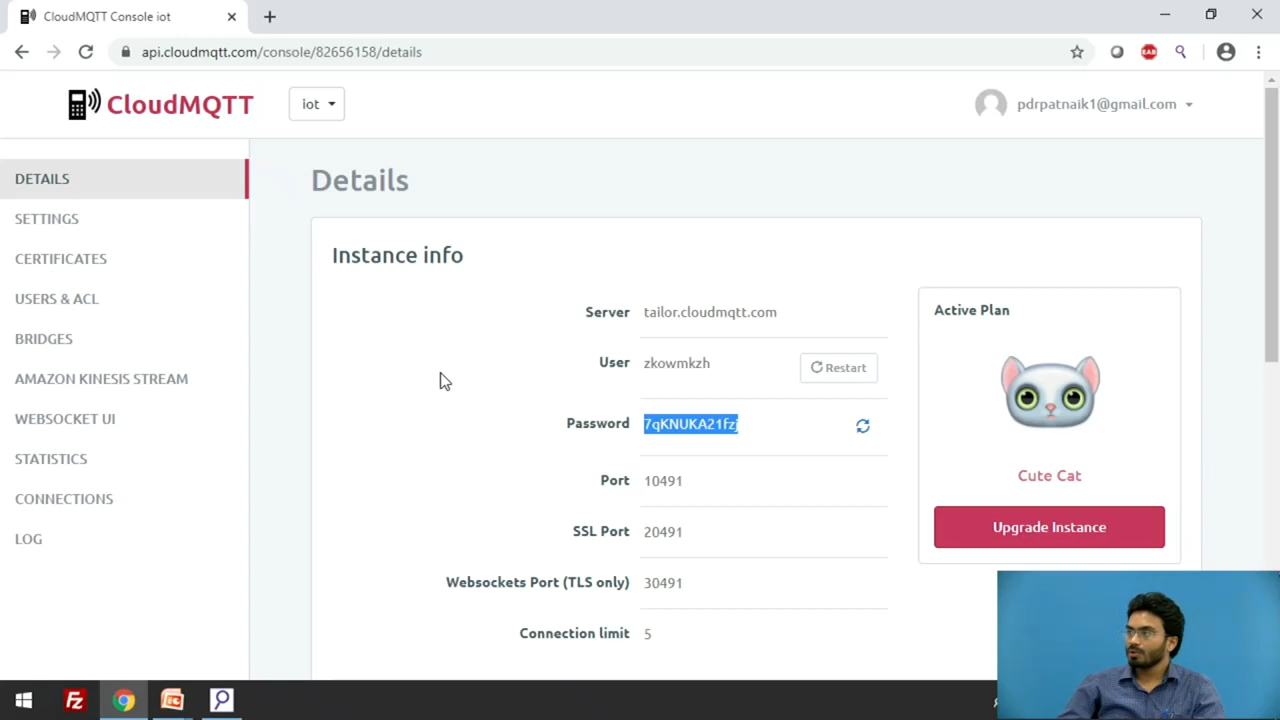 CloudMQTT Console iot
api.cloudmqtt.com/console/82656158/details
EAB
CloudMQTT
iot
pdrpatnaik1@gmail.com
DETAILS
SETTINGS
CERTIFICATES
USERS & ACL
BRIDGES
AMAZON KINESIS STREAM
WEBSOCKET UI
STATISTICS
CONNECTIONS
LOG
Details
Instance info
Server tailor.cloudmqtt.com
User zkowmkzh Restart
Password 7qKNUKA21fzj
Port 10491
SSL Port 20491
Websockets Port (TLS only) 30491
Connection limit 5
Active Plan
Cute Cat
Upgrade Instance